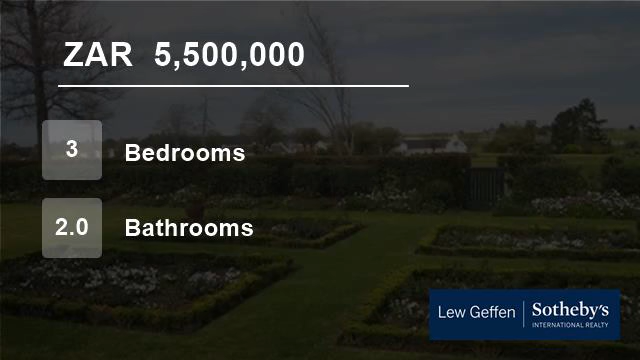 ZAR 5,500,000
3
Bedrooms
2.0
Bathrooms
Lew Geffen
Sotheby's
INTERNATIONAL REALTY